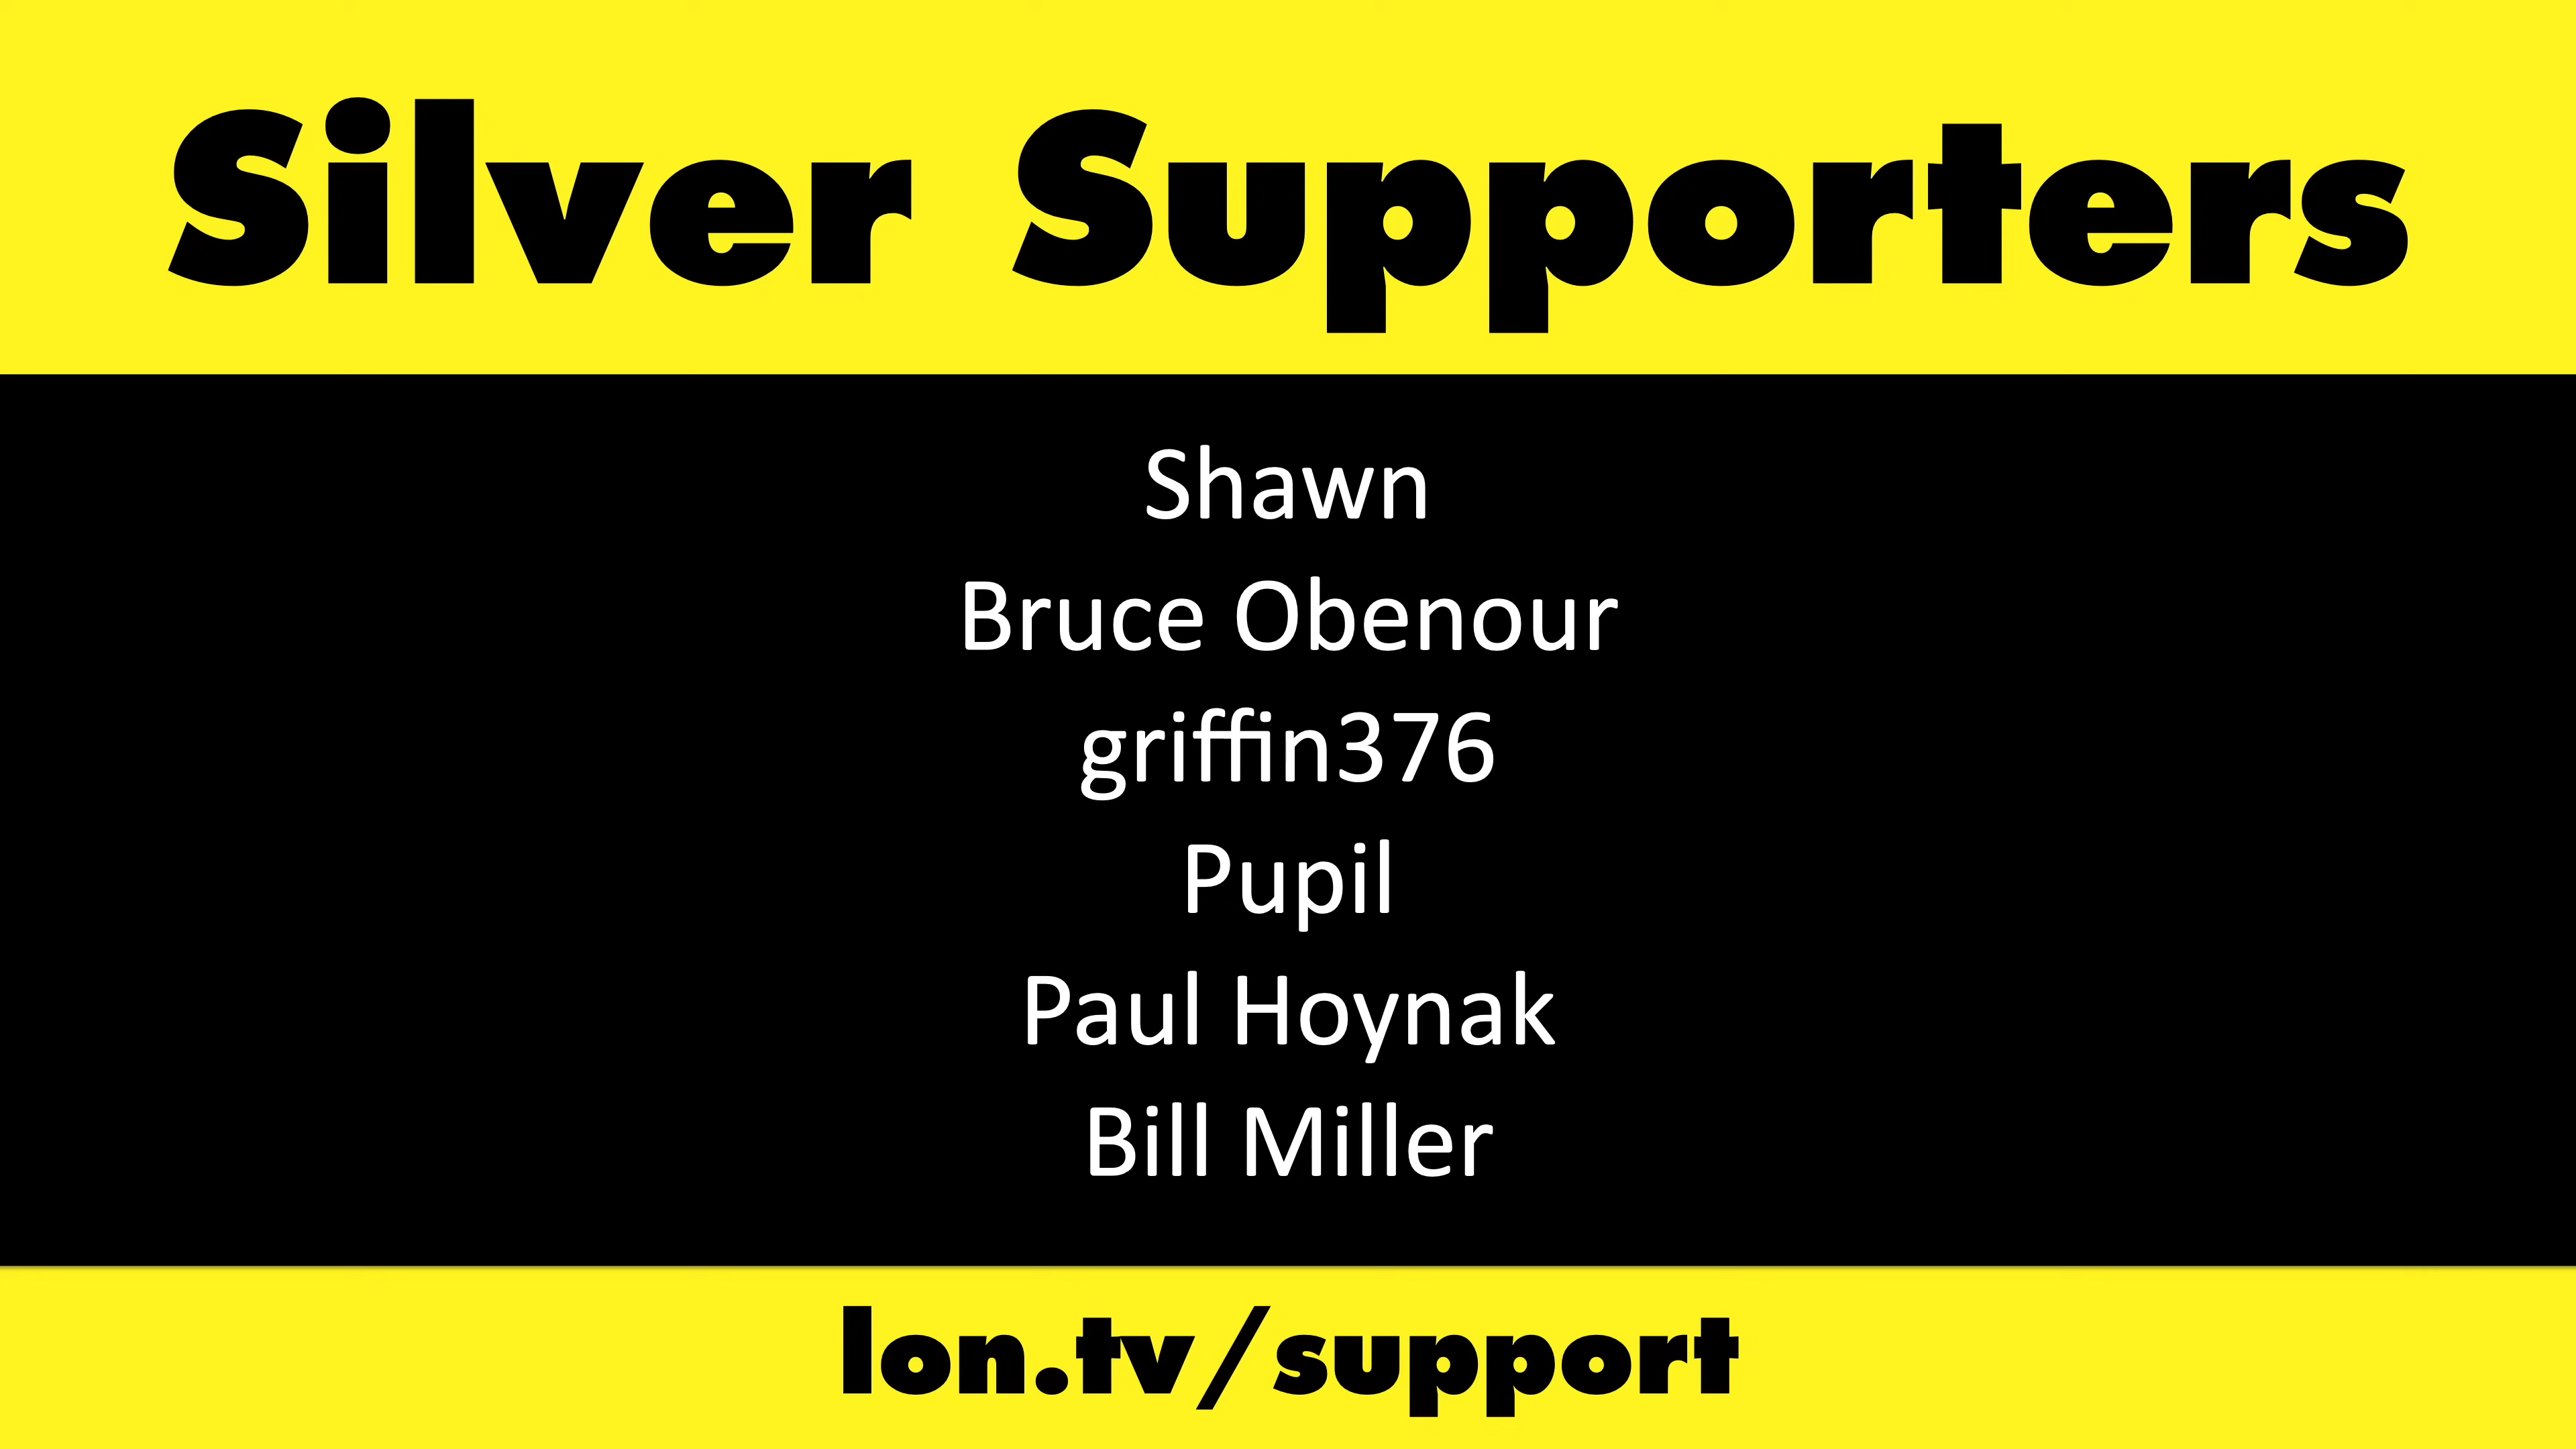 Silver Supporters
Shawn
Bruce Obenour
griffin376
Pupil
Paul Hoynak
Bill Miller
lon.tv/support